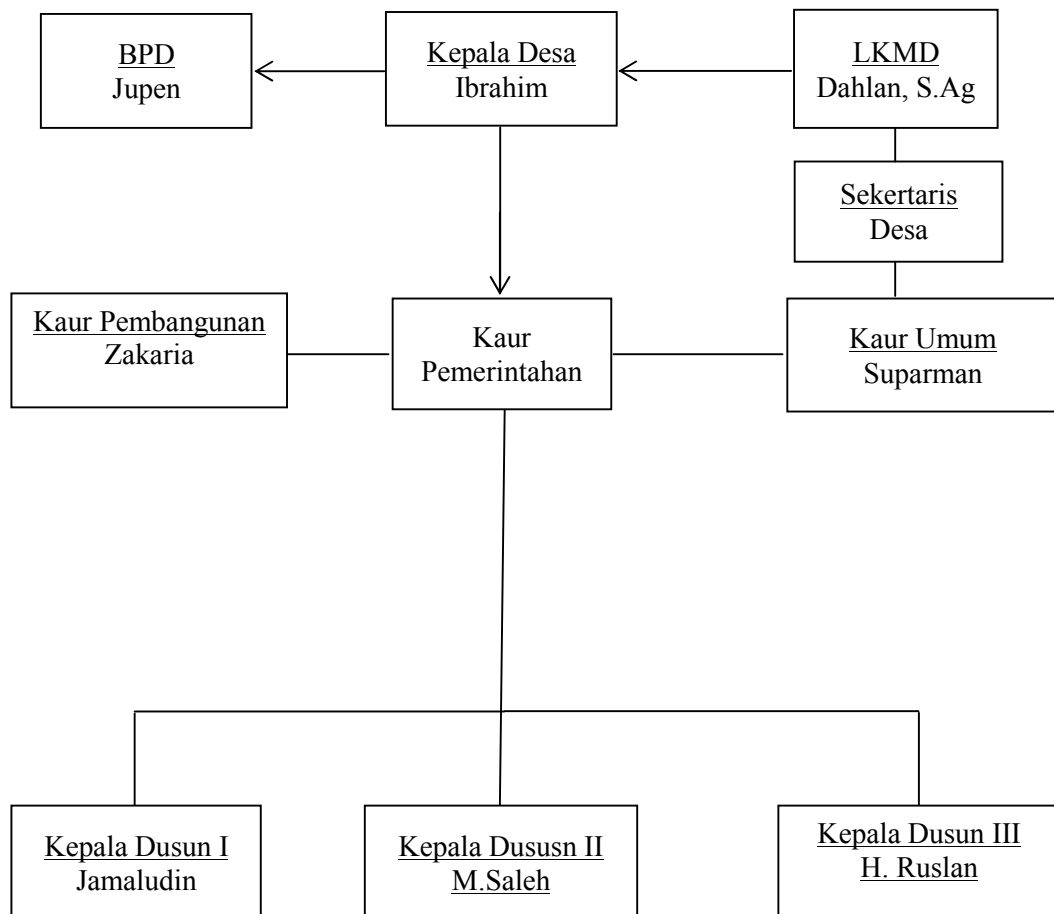 BPD
Jupen
Kepala Desa
Ibrahim
LKMD
Dahlan, S.Ag
Sekertaris
Desa
Kaur Pembangunan
Zakaria
Kaur
Pemerintahan
Kaur Umum
Suparman
Kepala Dusun I
Jamaludin
Kepala Dususn II
M.Saleh
Kepala Dusun III
H. Ruslan